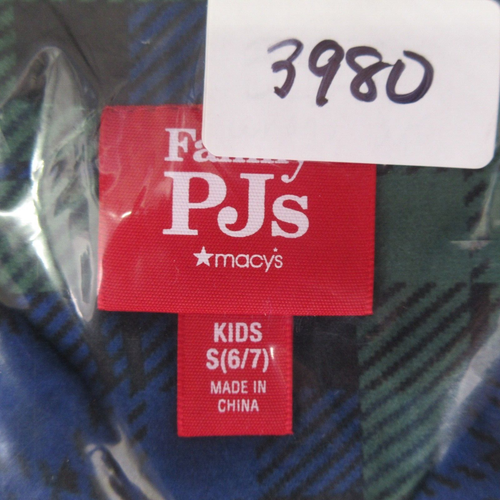 3980
Family
PJs
★macy's
KIDS
S(6/7)
MADE IN
CHINA